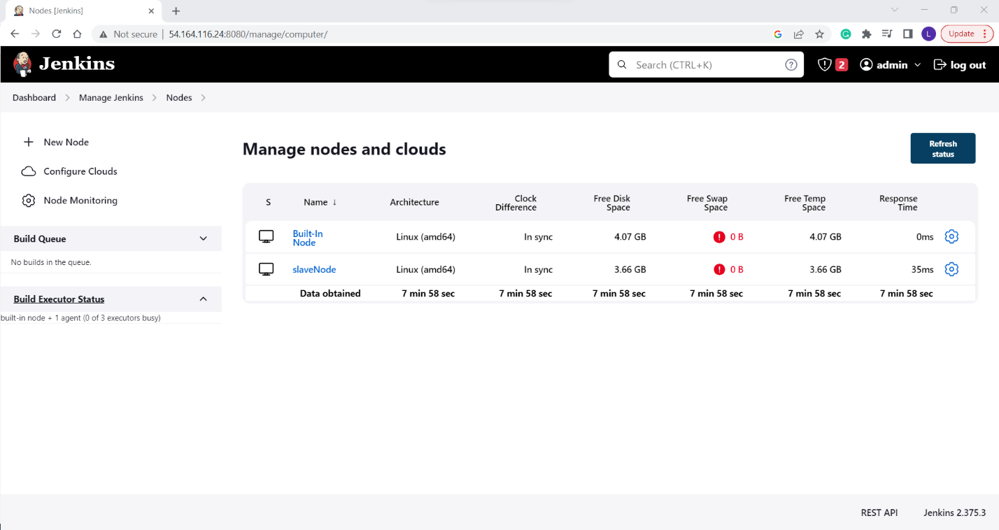 Nodes [Jenkins]
Not secure | 54.164.116.24:8080/manage/computer/
L
Update
Jenkins
Search (CTRL+K)
2
admin
log out
Dashboard
Manage Jenkins
Nodes
New Node
Configure Clouds
Node Monitoring
Build Queue
No builds in the queue.
Build Executor Status
built-in node + 1 agent (0 of 3 executors busy)
Manage nodes and clouds
Refresh
status
S Name ↓ Architecture Clock Difference Free Disk Space Free Swap Space Free Temp Space Response Time
Built-In Node Linux (amd64) In sync 4.07 GB 0 B 4.07 GB 0ms
slaveNode Linux (amd64) In sync 3.66 GB 0 B 3.66 GB 35ms
Data obtained 7 min 58 sec 7 min 58 sec 7 min 58 sec 7 min 58 sec 7 min 58 sec 7 min 58 sec
REST API
Jenkins 2.375.3